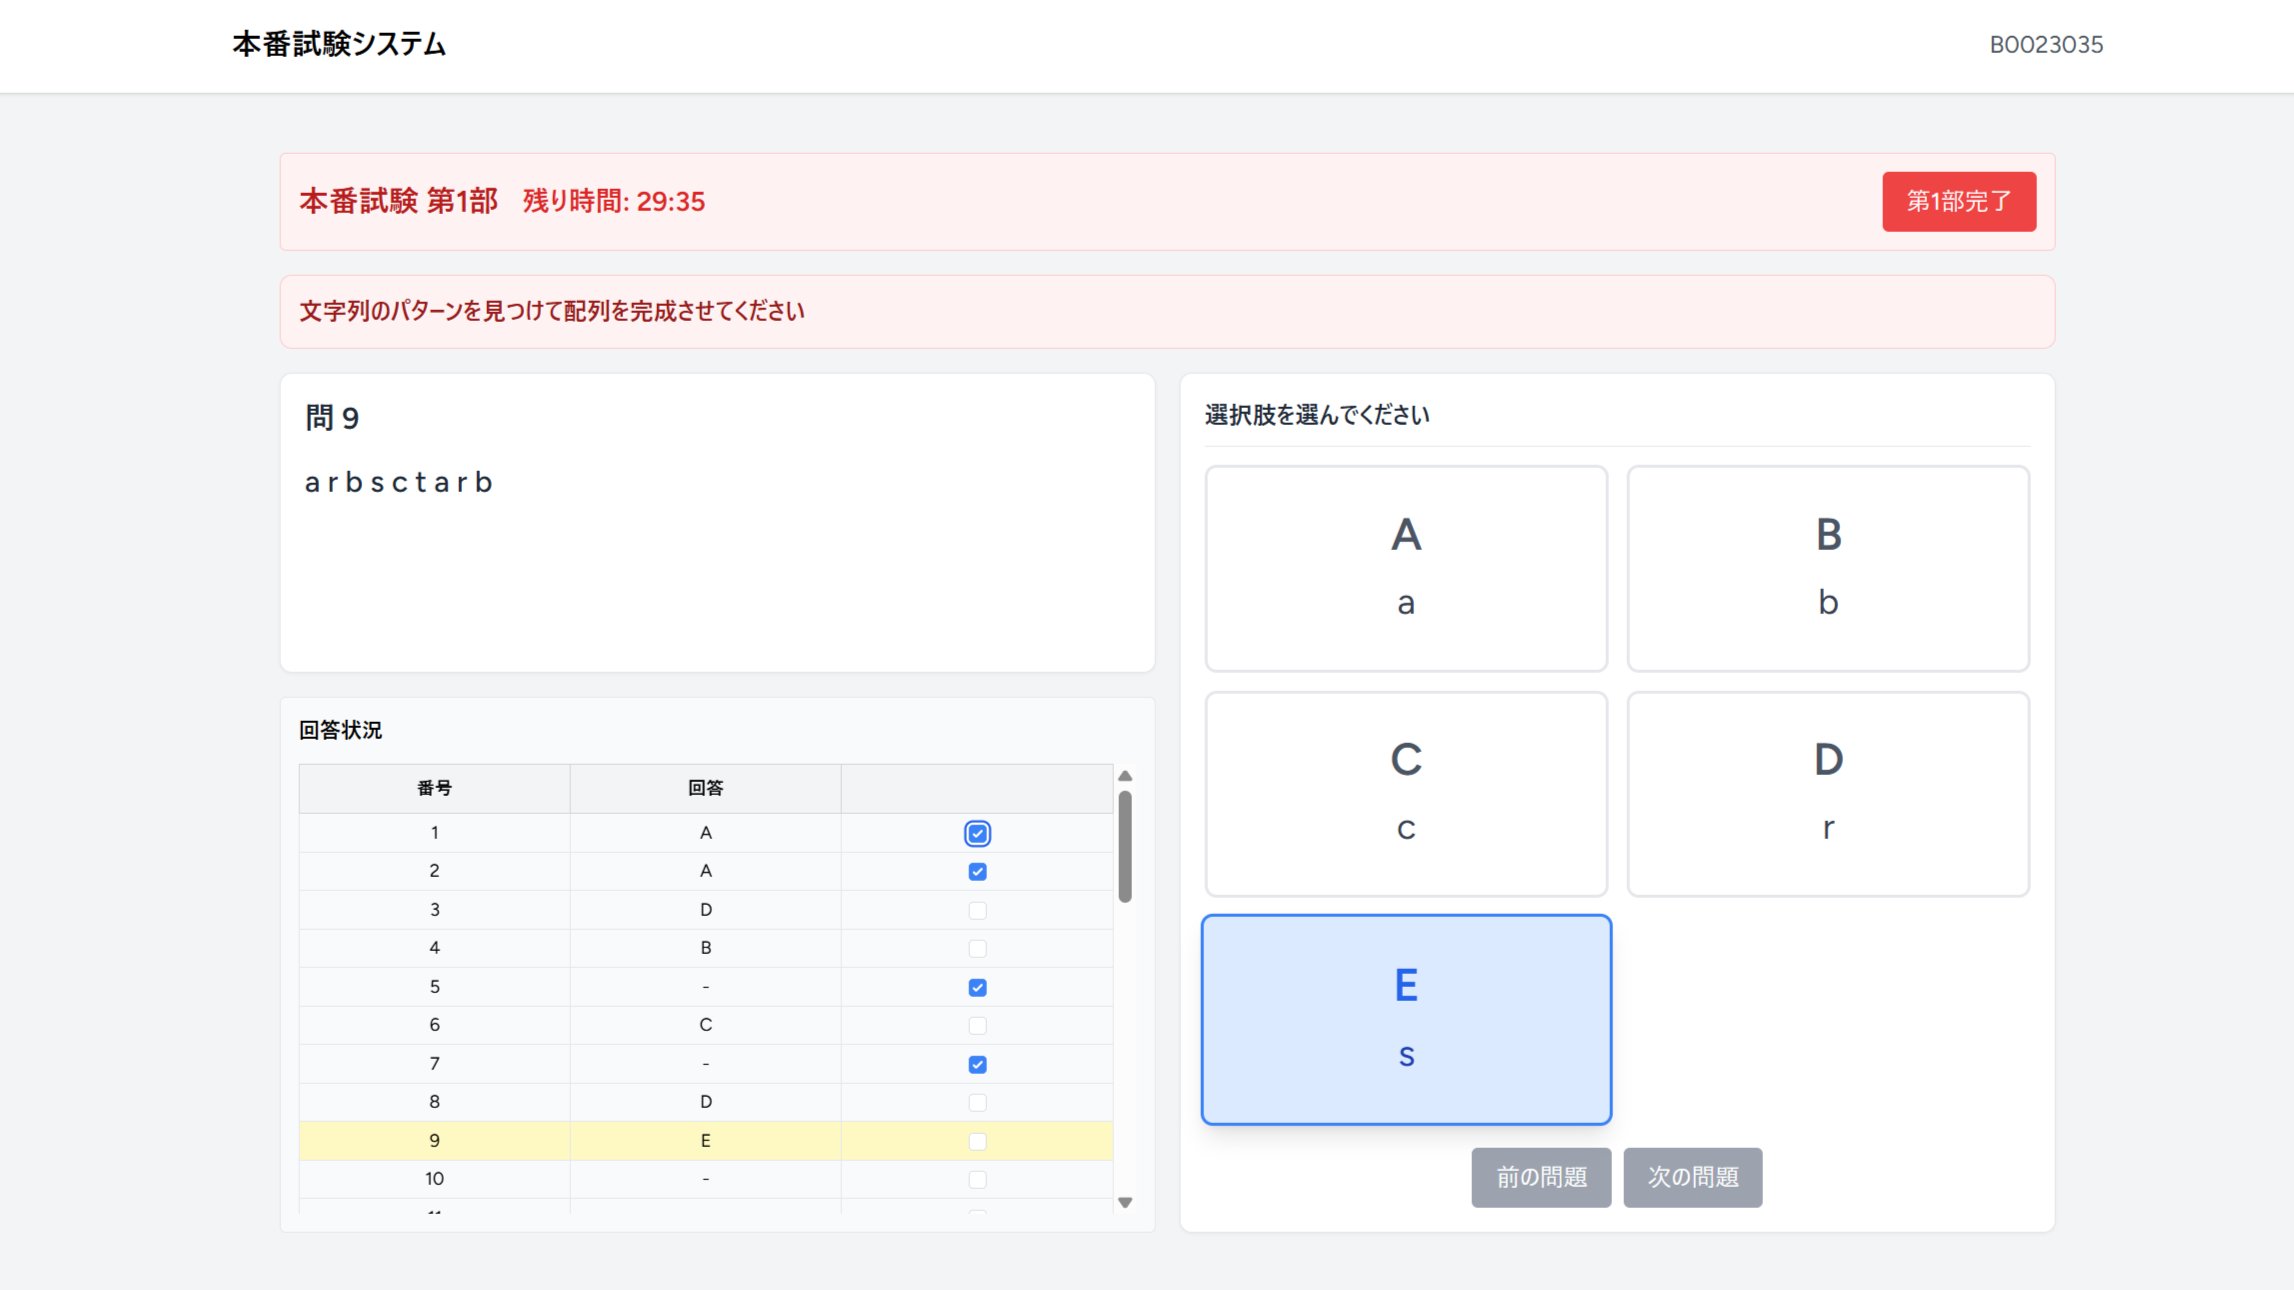 本番試験システム
B0023035
本番試験 第1部 残り時間: 29:35
第1部完了
文字列のパターンを見つけて配列を完成させてください
問 9
a r b s c t a r b
回答状況
番号 回答
1 A
2 A
3 D
4 B
5 -
6 C
7 -
8 D
9 E
10 -
選択肢を選んでください
A
a
B
b
C
c
D
r
E
s
前の問題
次の問題